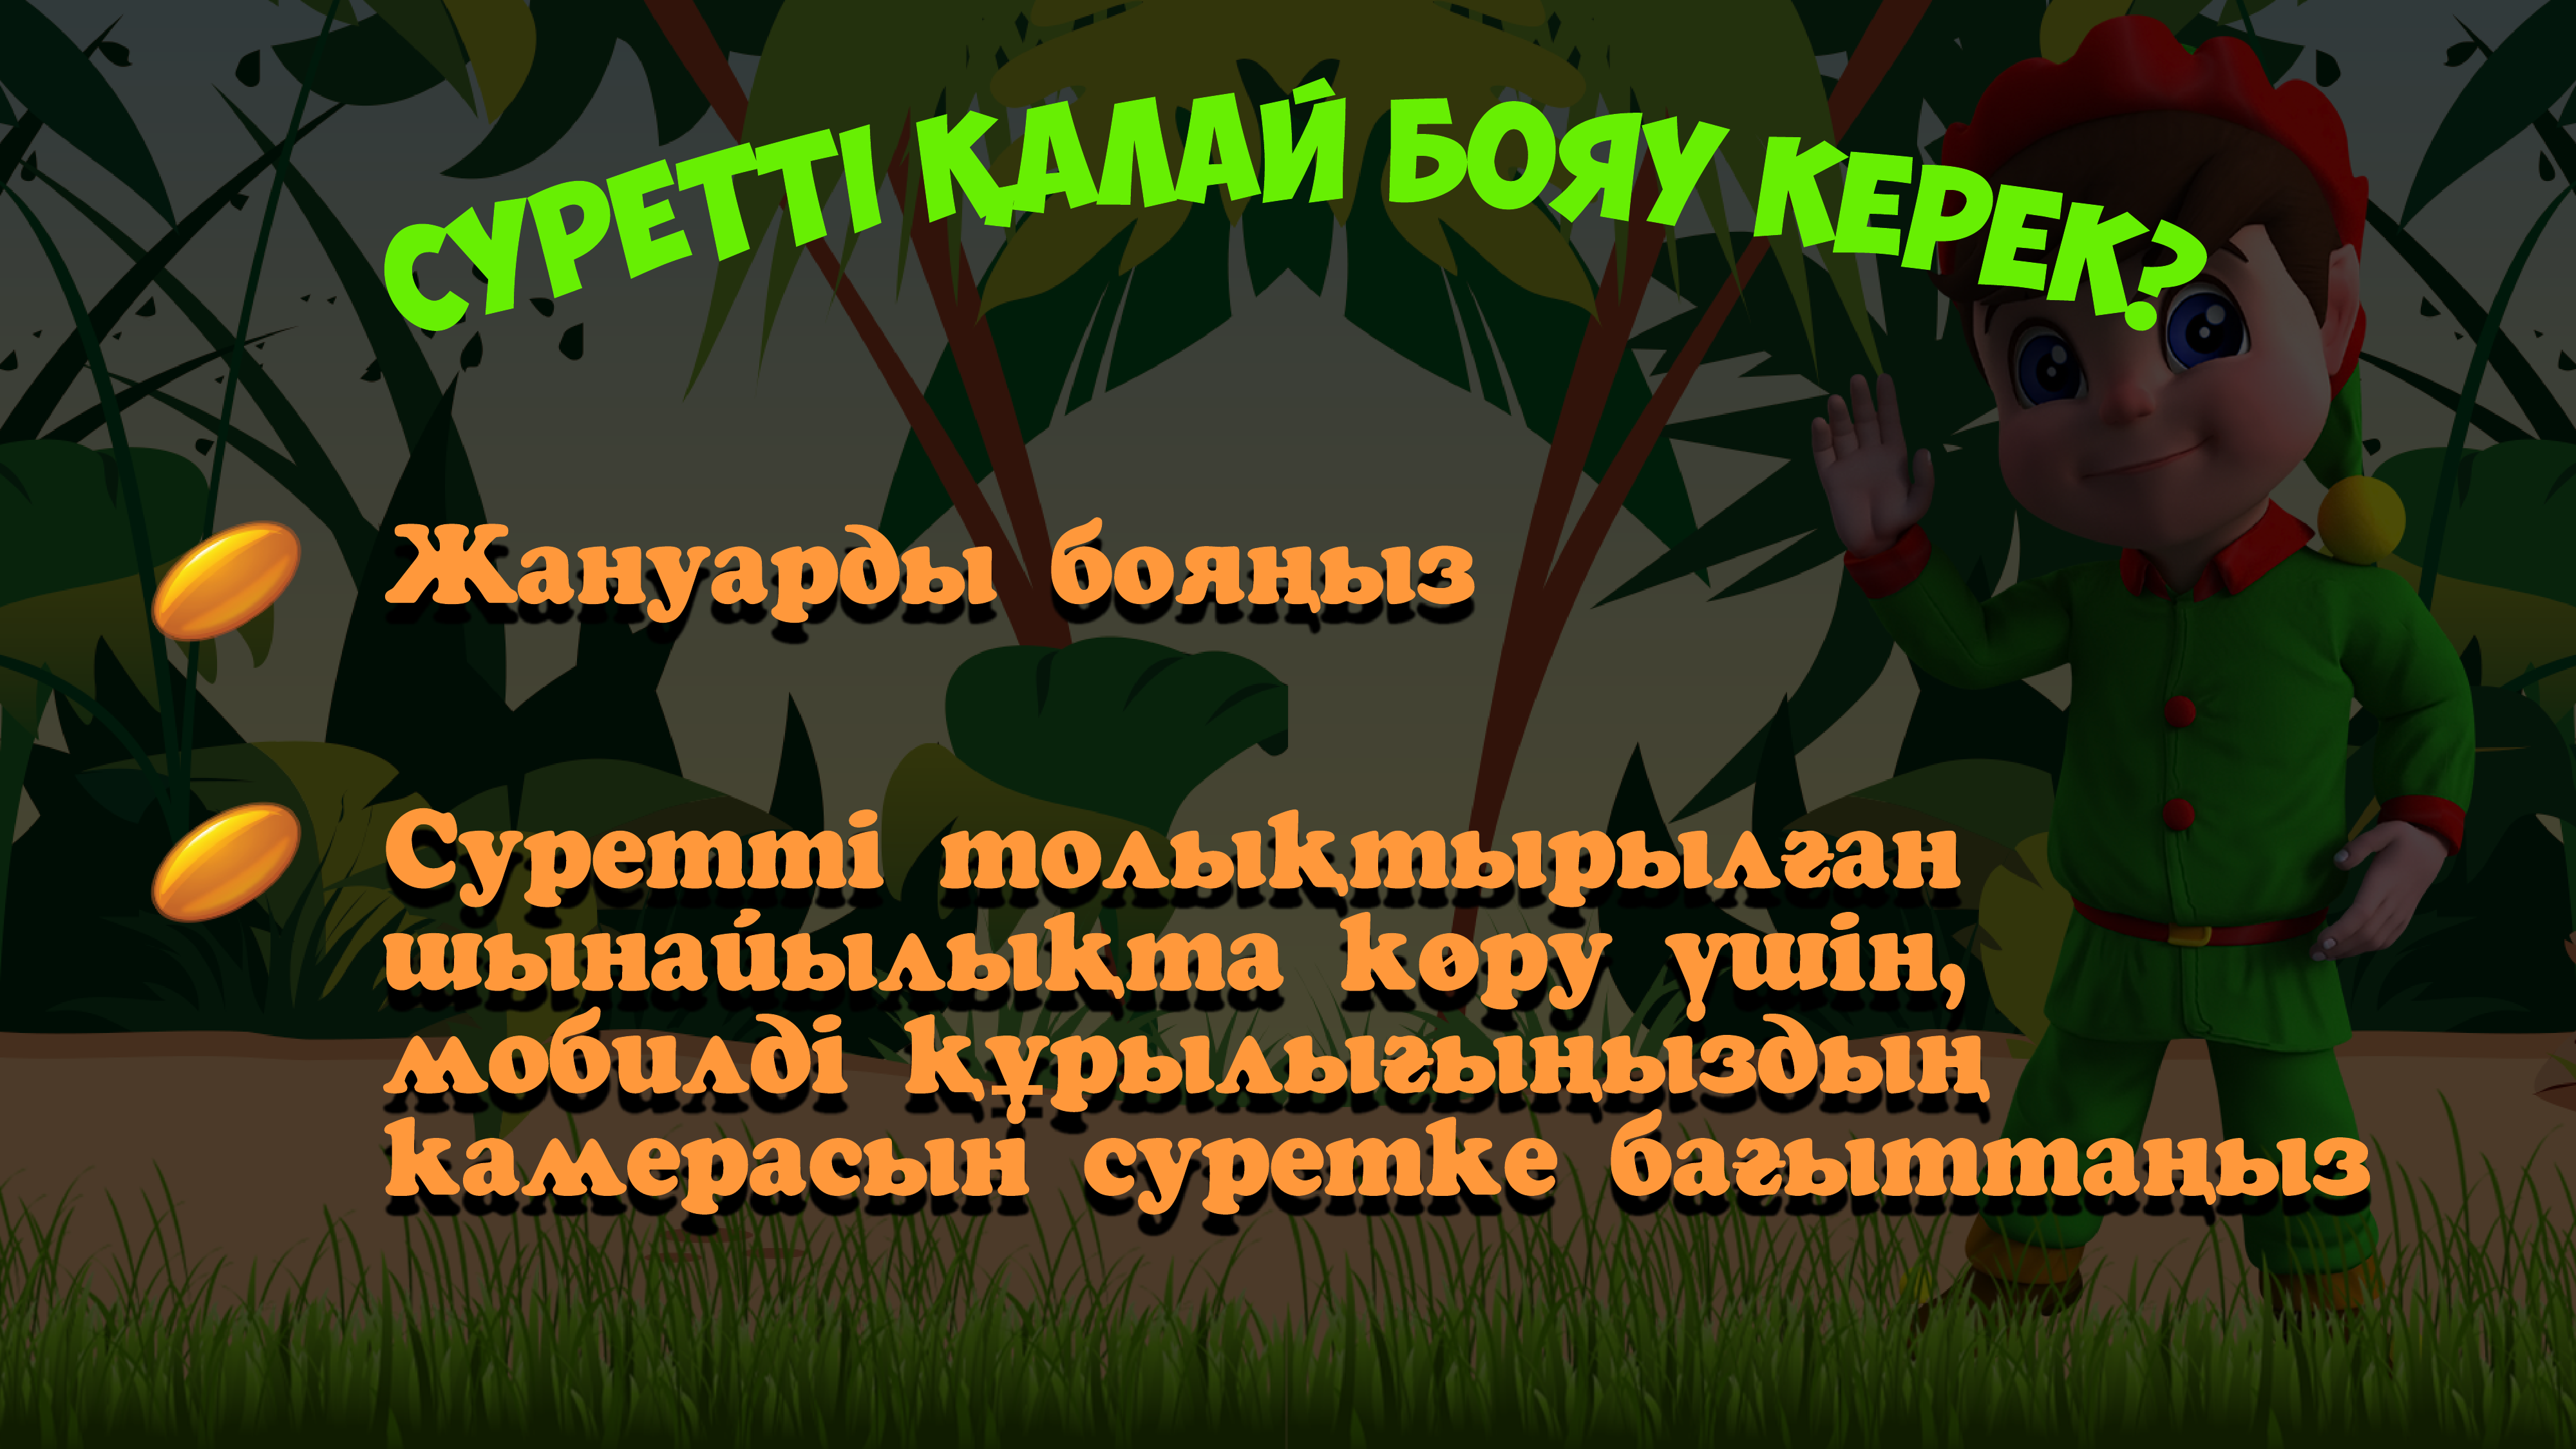 СУРЕТТІ ҚАЛАЙ БОЯУ КЕРЕК?
Жануарды бояңыз
Суретті толықтырылған
шынайылықта көру үшін,
мобилді құрылығыңыздың
камерасын суретке бағыттаңыз